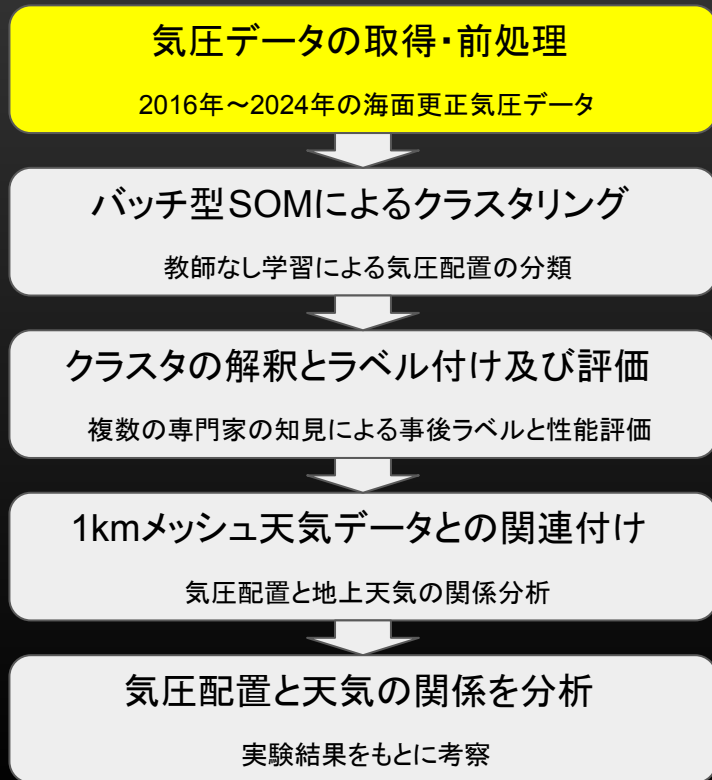 気圧データの取得・前処理
2016年～2024年の海面更正気圧データ
バッチ型SOMによるクラスタリング
教師なし学習による気圧配置の分類
クラスタの解釈とラベル付け及び評価
複数の専門家の知見による事後ラベルと性能評価
1kmメッシュ天気データとの関連付け
気圧配置と地上天気の関係分析
気圧配置と天気の関係を分析
実験結果をもとに考察